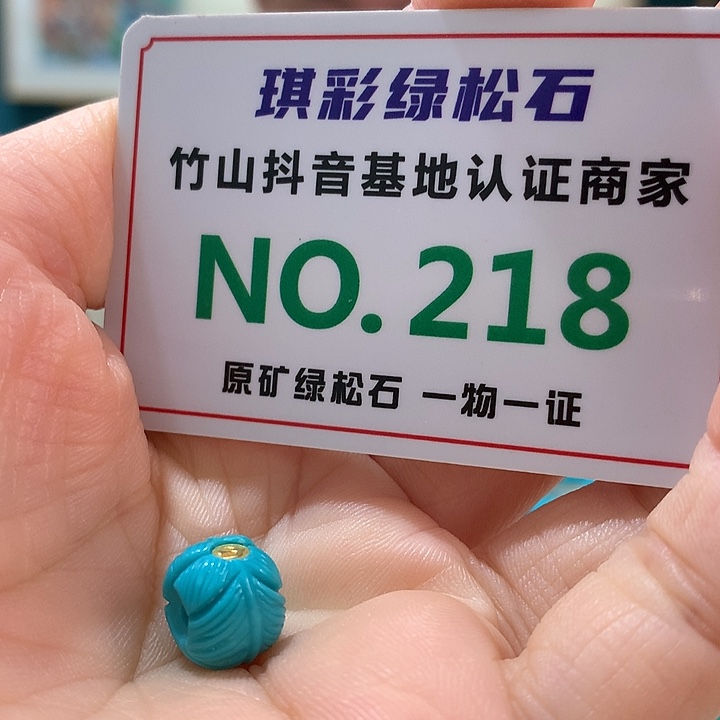 琪彩绿松石
竹山抖音基地认证商家
NO.218
原矿绿松石 一物一证